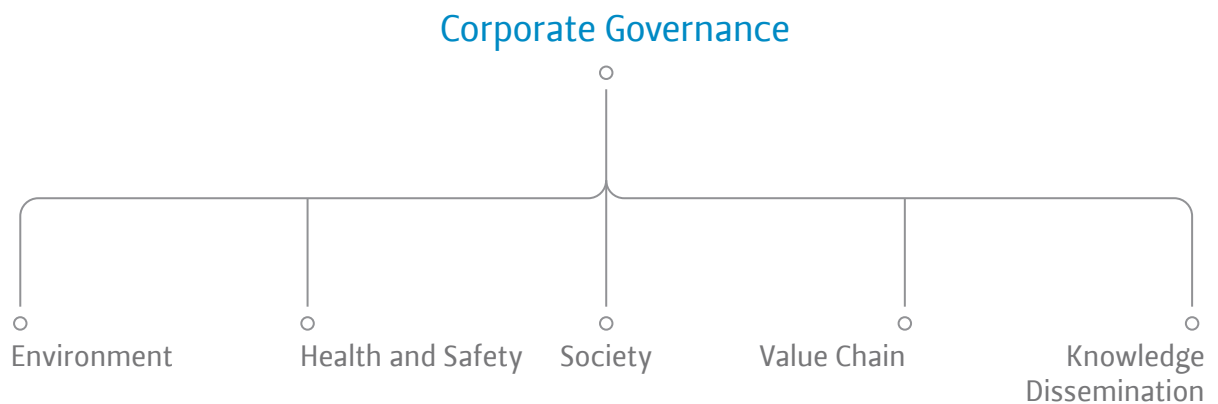 Corporate Governance
Environment
Health and Safety
Society
Value Chain
Knowledge
Dissemination